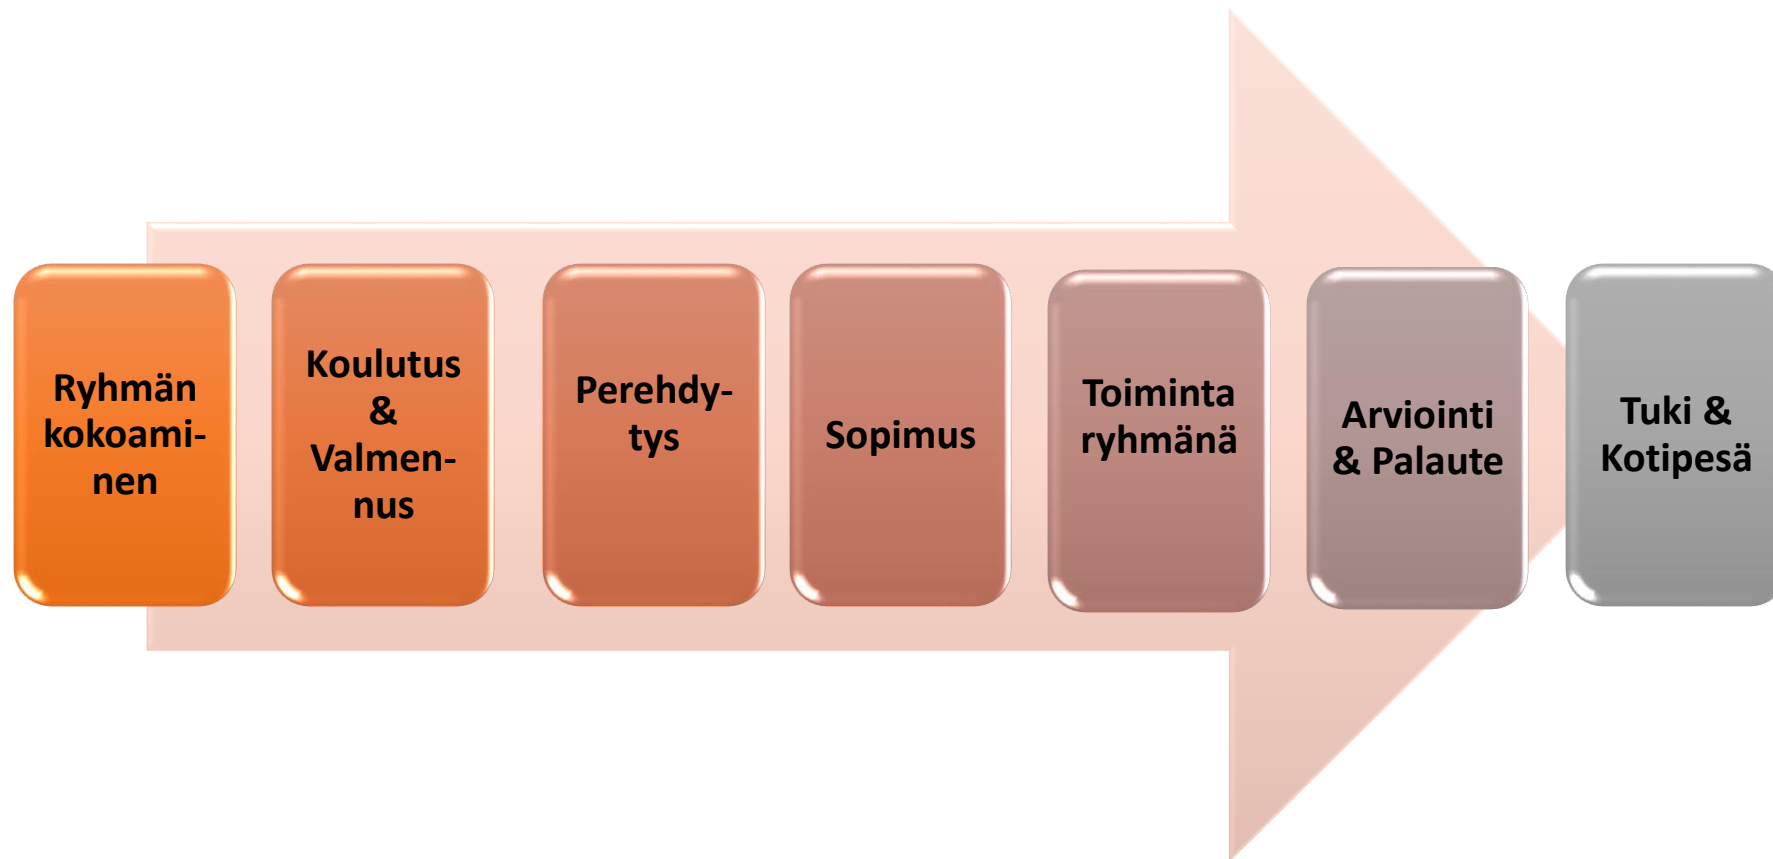 Ryhmän
kokoami-
nen
Koulutus
&
Valmen-
nus
Perehdy-
tys
Sopimus
Toiminta
ryhmänä
Arviointi
& Palaute
Tuki &
Kotipesä